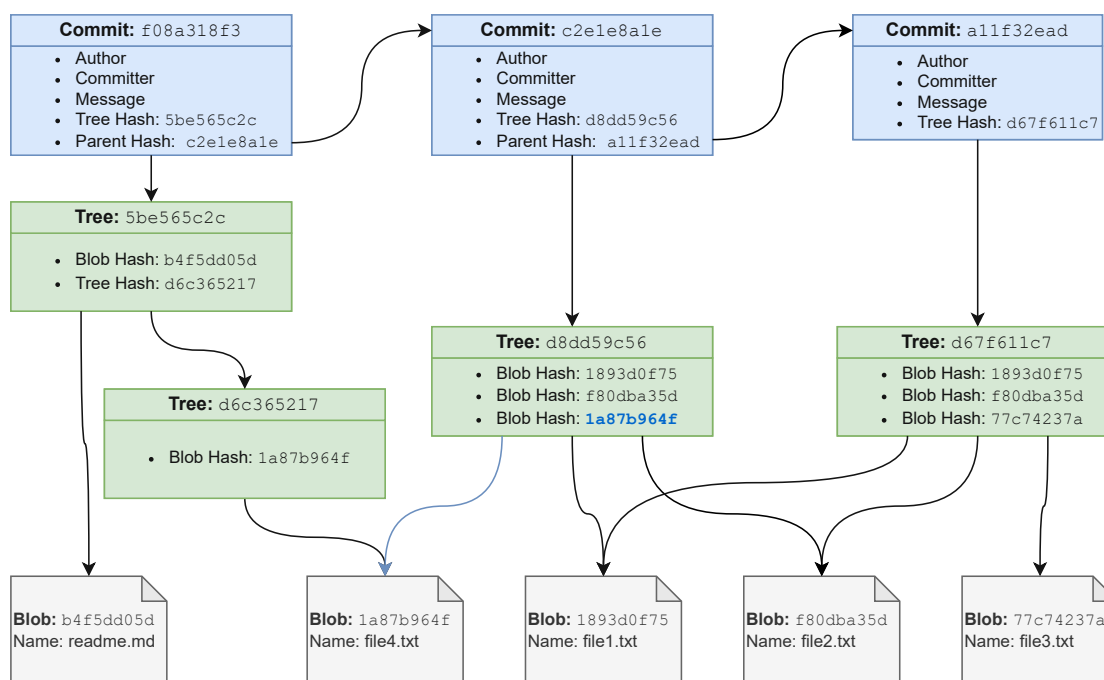 Commit: f08a318f3
• Author
• Committer
• Message
• Tree Hash: 5be565c2c
• Parent Hash: c2e1e8a1e
Commit: c2e1e8a1e
• Author
• Committer
• Message
• Tree Hash: d8dd59c56
• Parent Hash: a11f32ead
Commit: a11f32ead
• Author
• Committer
• Message
• Tree Hash: d67f611c7
Tree: 5be565c2c
• Blob Hash: b4f5dd05d
• Tree Hash: d6c365217
Tree: d6c365217
• Blob Hash: 1a87b964f
Tree: d8dd59c56
• Blob Hash: 1893d0f75
• Blob Hash: f80dba35d
• Blob Hash: 1a87b964f
Tree: d67f611c7
• Blob Hash: 1893d0f75
• Blob Hash: f80dba35d
• Blob Hash: 77c74237a
Blob: b4f5dd05d
Name: readme.md
Blob: 1a87b964f
Name: file4.txt
Blob: 1893d0f75
Name: file1.txt
Blob: f80dba35d
Name: file2.txt
Blob: 77c74237a
Name: file3.txt